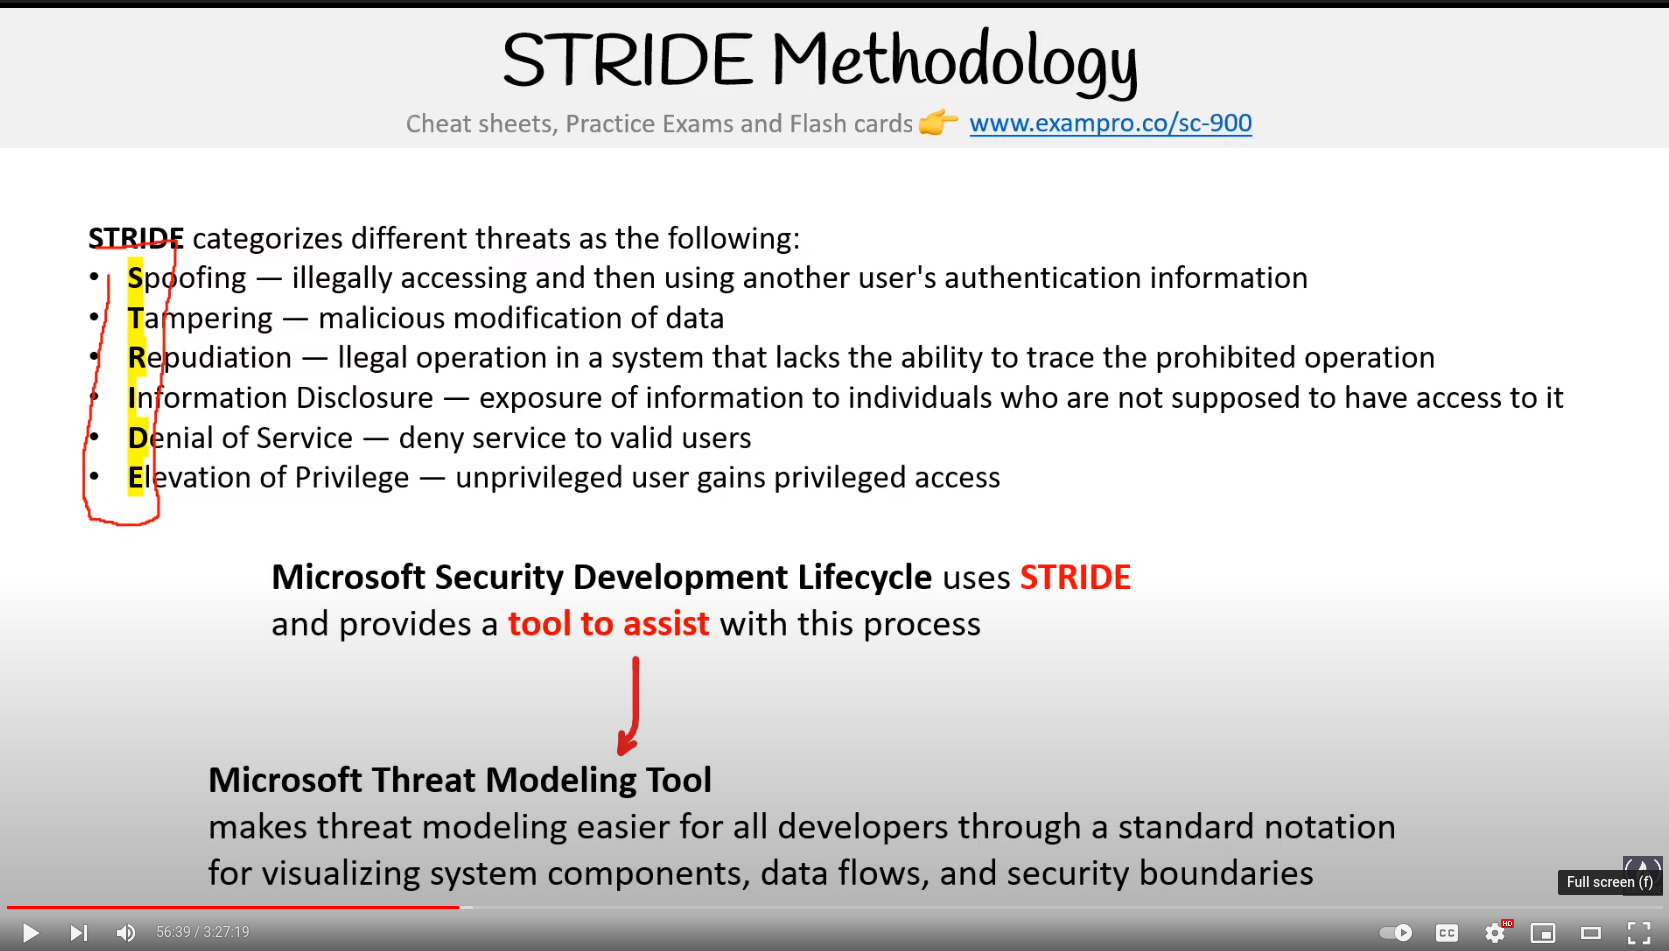 STRIDE Methodology
Cheat sheets, Practice Exams and Flash cards 👉 www.exampro.co/sc-900
STRIDE categorizes different threats as the following:
• Spoofing — illegally accessing and then using another user's authentication information
• Tampering — malicious modification of data
• Repudiation — llegal operation in a system that lacks the ability to trace the prohibited operation
• Information Disclosure — exposure of information to individuals who are not supposed to have access to it
• Denial of Service — deny service to valid users
• Elevation of Privilege — unprivileged user gains privileged access
Microsoft Security Development Lifecycle uses STRIDE
and provides a tool to assist with this process
Microsoft Threat Modeling Tool
makes threat modeling easier for all developers through a standard notation
for visualizing system components, data flows, and security boundaries
Full screen (f)
56:39 / 3:27:19
CC
HD